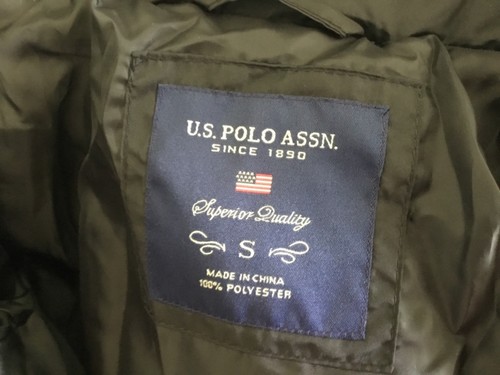 U.S. POLO ASSN.
SINCE 1890
Superior Quality
S
MADE IN CHINA
100% POLYESTER